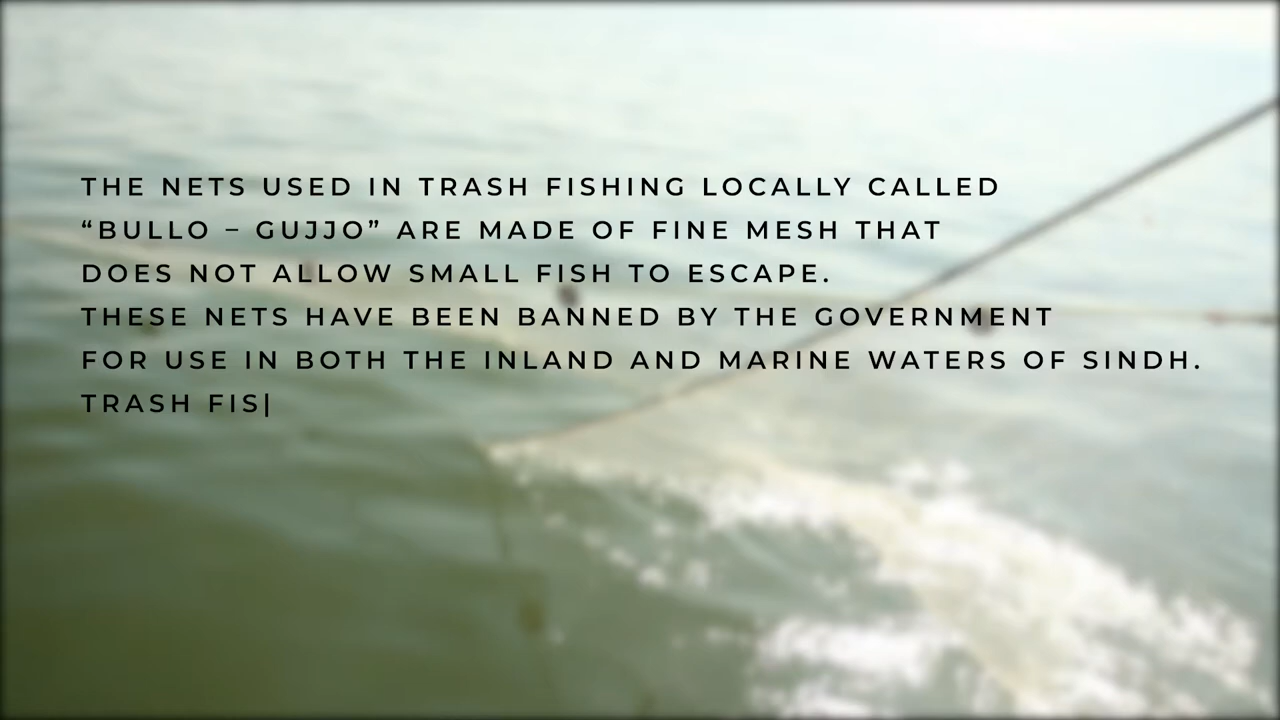 THE NETS USED IN TRASH FISHING LOCALLY CALLED
“BULLO – GUJJO” ARE MADE OF FINE MESH THAT
DOES NOT ALLOW SMALL FISH TO ESCAPE.
THESE NETS HAVE BEEN BANNED BY THE GOVERNMENT
FOR USE IN BOTH THE INLAND AND MARINE WATERS OF SINDH.
TRASH FIS|